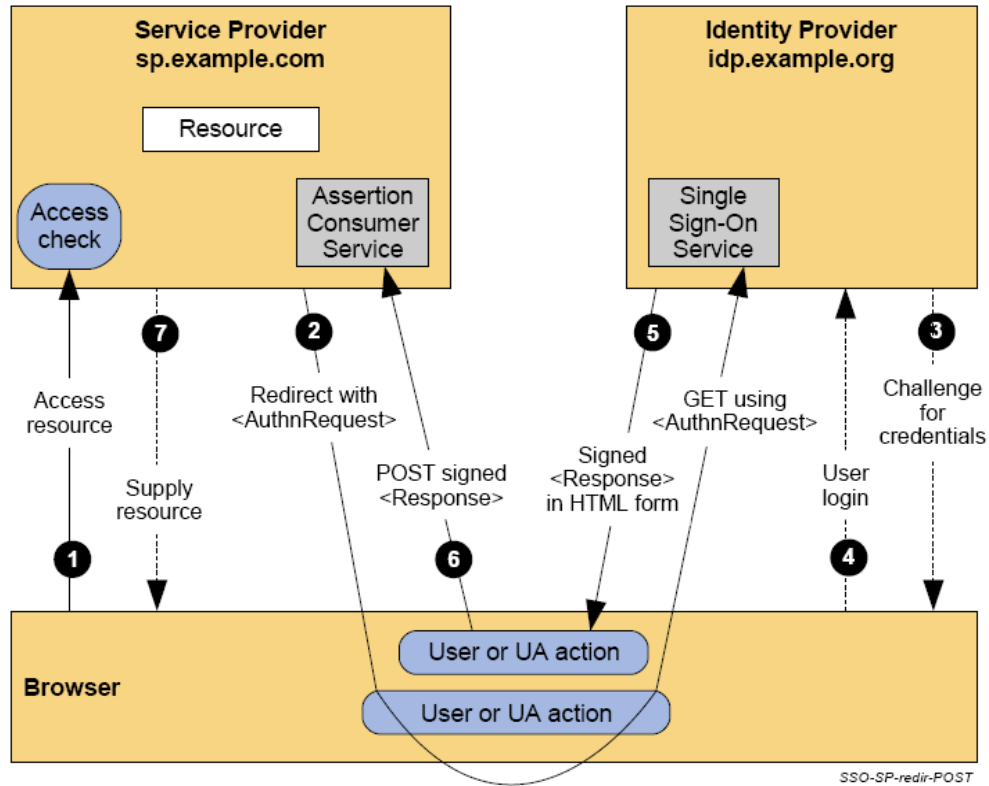 Service Provider
sp.example.com
Identity Provider
idp.example.org
Resource
Access
check
Assertion
Consumer
Service
Single
Sign-On
Service
7
2
5
3
Access
resource
Redirect with
<AuthnRequest>
GET using
<AuthnRequest>
Challenge
for
credentials
Supply
resource
POST signed
<Response>
Signed
<Response>
in HTML form
User
login
1
6
4
User or UA action
Browser
User or UA action
SSO-SP-redir-POST